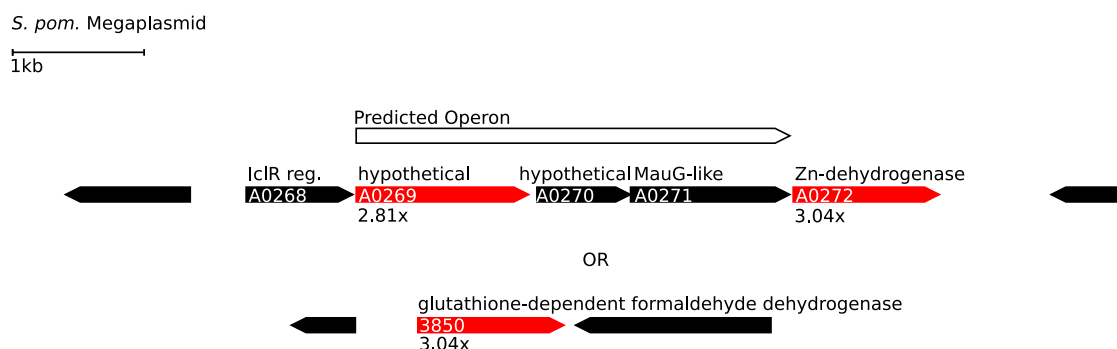 S. pom. Megaplasmid
1kb
Predicted Operon
IclR reg. hypothetical hypothetical MauG-like Zn-dehydrogenase
A0268 A0269 A0270 A0271 A0272
2.81x 3.04x
OR
glutathione-dependent formaldehyde dehydrogenase
3850
3.04x